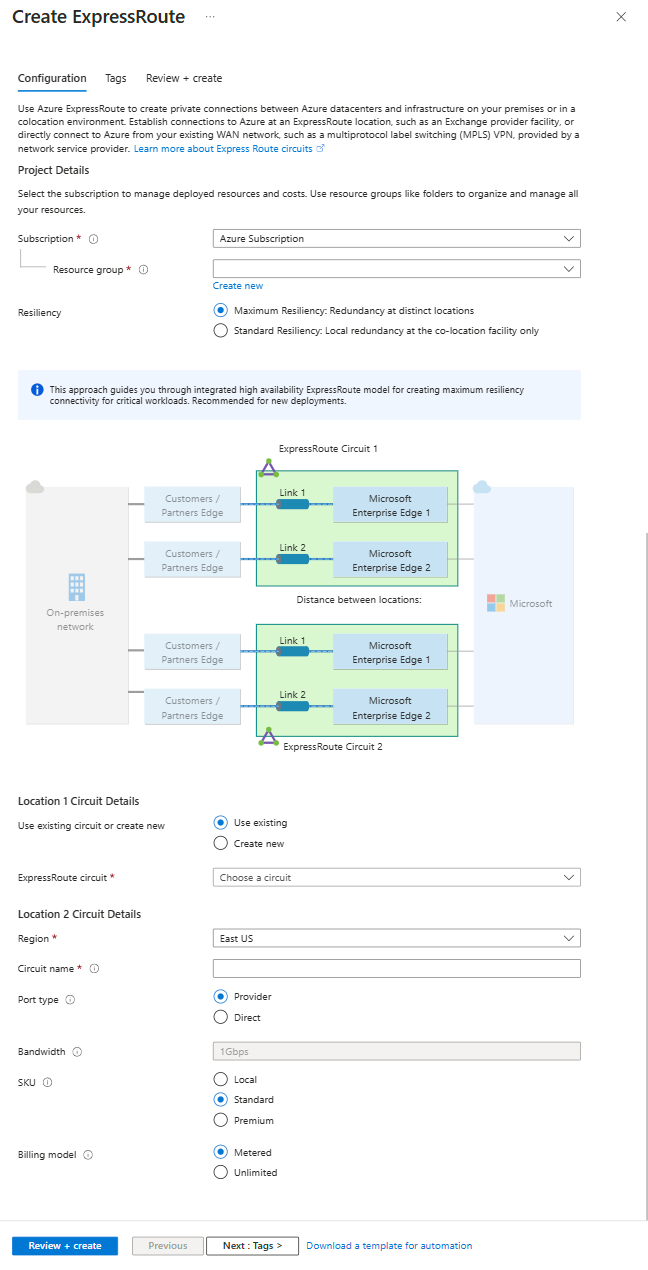 Create ExpressRoute ...
Configuration Tags Review + create
Use Azure ExpressRoute to create private connections between Azure datacenters and infrastructure on your premises or in a
colocation environment. Establish connections to Azure at an ExpressRoute location, such as an Exchange provider facility, or
directly connect to Azure from your existing WAN network, such as a multiprotocol label switching (MPLS) VPN, provided by a
network service provider. Learn more about Express Route circuits
Project Details
Select the subscription to manage deployed resources and costs. Use resource groups like folders to organize and manage all
your resources.
Subscription *
Azure Subscription
Resource group *
Create new
Resiliency
Maximum Resiliency: Redundancy at distinct locations
Standard Resiliency: Local redundancy at the co-location facility only
This approach guides you through integrated high availability ExpressRoute model for creating maximum resiliency
connectivity for critical workloads. Recommended for new deployments.
ExpressRoute Circuit 1
Customers /
Partners Edge
Link 1
Microsoft
Enterprise Edge 1
Customers /
Partners Edge
Link 2
Microsoft
Enterprise Edge 2
On-premises
network
Distance between locations:
Microsoft
Customers /
Partners Edge
Link 1
Microsoft
Enterprise Edge 1
Customers /
Partners Edge
Link 2
Microsoft
Enterprise Edge 2
ExpressRoute Circuit 2
Location 1 Circuit Details
Use existing circuit or create new
Use existing
Create new
ExpressRoute circuit *
Choose a circuit
Location 2 Circuit Details
Region *
East US
Circuit name *
Port type
Provider
Direct
Bandwidth
1Gbps
SKU
Local
Standard
Premium
Billing model
Metered
Unlimited
Review + create
Previous
Next : Tags >
Download a template for automation